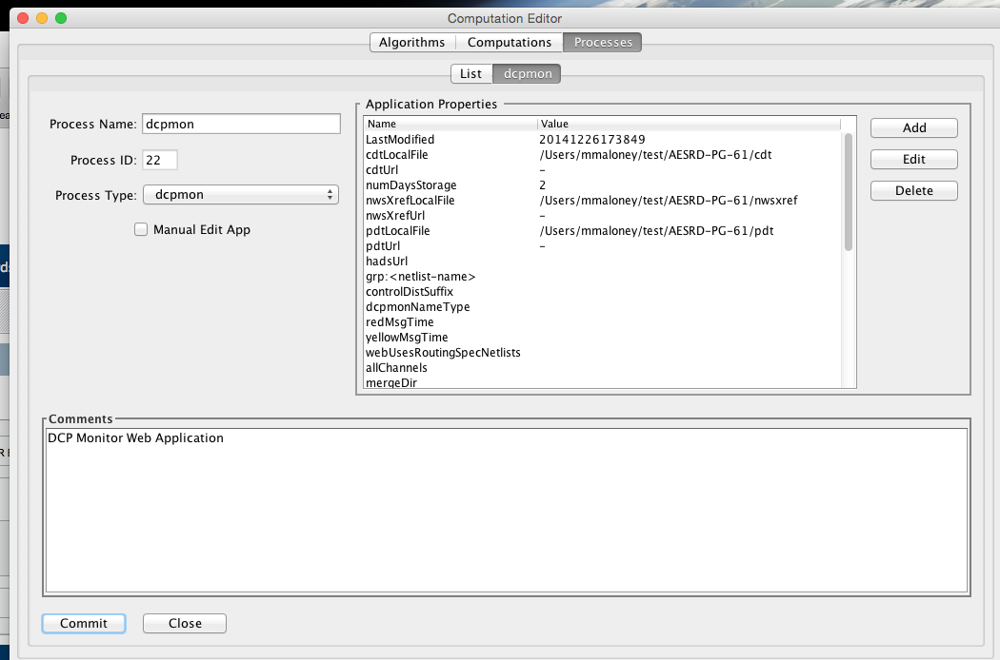 Computation Editor
Algorithms Computations Processes
List dcpmon
Process Name: dcpmon
Process ID: 22
Process Type: dcpmon
Manual Edit App
Application Properties
Name Value
LastModified 20141226173849
cdtLocalFile /Users/mmaloney/test/AESRD-PG-61/cdt
cdtUrl -
numDaysStorage 2
nwsXrefLocalFile /Users/mmaloney/test/AESRD-PG-61/nwsxref
nwsXrefUrl -
pdtLocalFile /Users/mmaloney/test/AESRD-PG-61/pdt
pdtUrl -
hadsUrl
grp:<netlist-name>
controlDistSuffix
dcpmonNameType
redMsgTime
yellowMsgTime
webUsesRoutingSpecNetlists
allChannels
mergeDir
Add
Edit
Delete
Comments
DCP Monitor Web Application
Commit Close